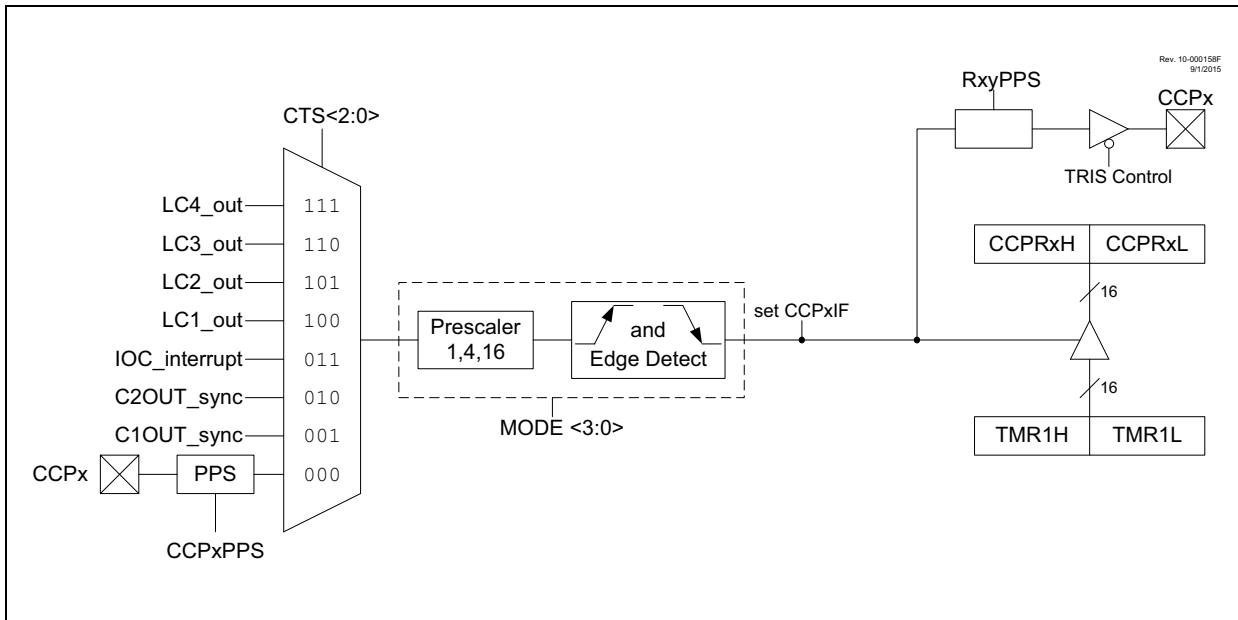 Rev. 10-000158F
9/1/2015
RxyPPS
CCPx
TRIS Control
CTS<2:0>
LC4_out
111
LC3_out
110
LC2_out
101
LC1_out
100
IOC_interrupt
011
C2OUT_sync
010
C1OUT_sync
001
CCPx
PPS
000
CCPxPPS
Prescaler
1,4,16
and
Edge Detect
MODE <3:0>
set CCPxIF
CCPRxH
CCPRxL
16
16
TMR1H
TMR1L